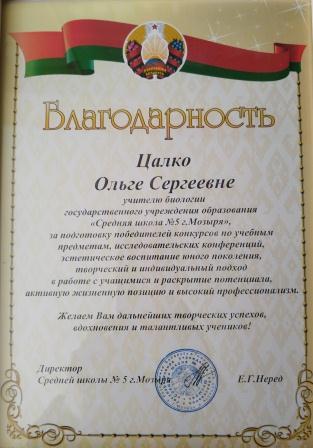 Благодарность
Цалко
Ольге Сергеевне
учителю биологии
государственного учреждения образования
«Средняя школа №5 г.Мозыря»,
за подготовку победителей конкурсов по учебным
предметам, исследовательских конференций,
эстетическое воспитание юного поколения,
творческий и индивидуальный подход
в работе с учащимися и раскрытие потенциала,
активную жизненную позицию и высокий профессионализм.
Желаем Вам дальнейших творческих успехов,
вдохновения и талантливых учеников!
Директор
Средней школы № 5 г.Мозыря Е.Г.Неред